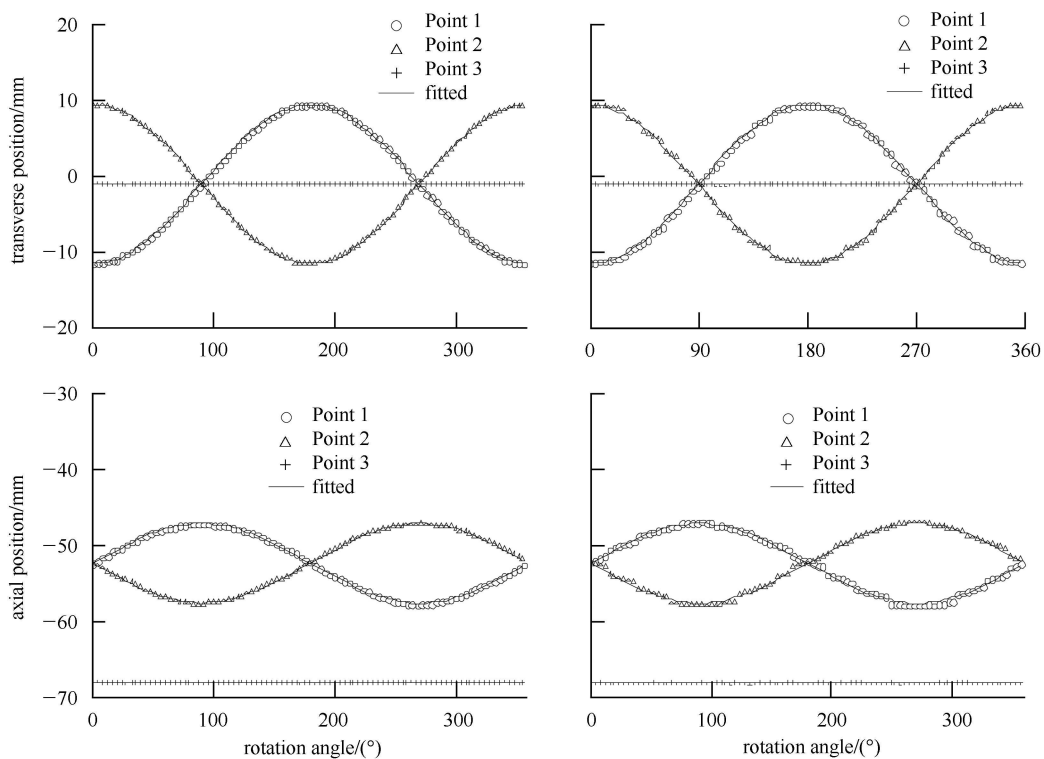 20
10
0
−10
−20
transverse position/mm
Point 1
Point 2
Point 3
fitted
0
100
200
300
Point 1
Point 2
Point 3
fitted
0
90
180
270
360
−30
−40
−50
−60
−70
axial position/mm
Point 1
Point 2
Point 3
fitted
0
100
200
300
rotation angle/(°)
Point 1
Point 2
Point 3
fitted
0
100
200
300
rotation angle/(°)